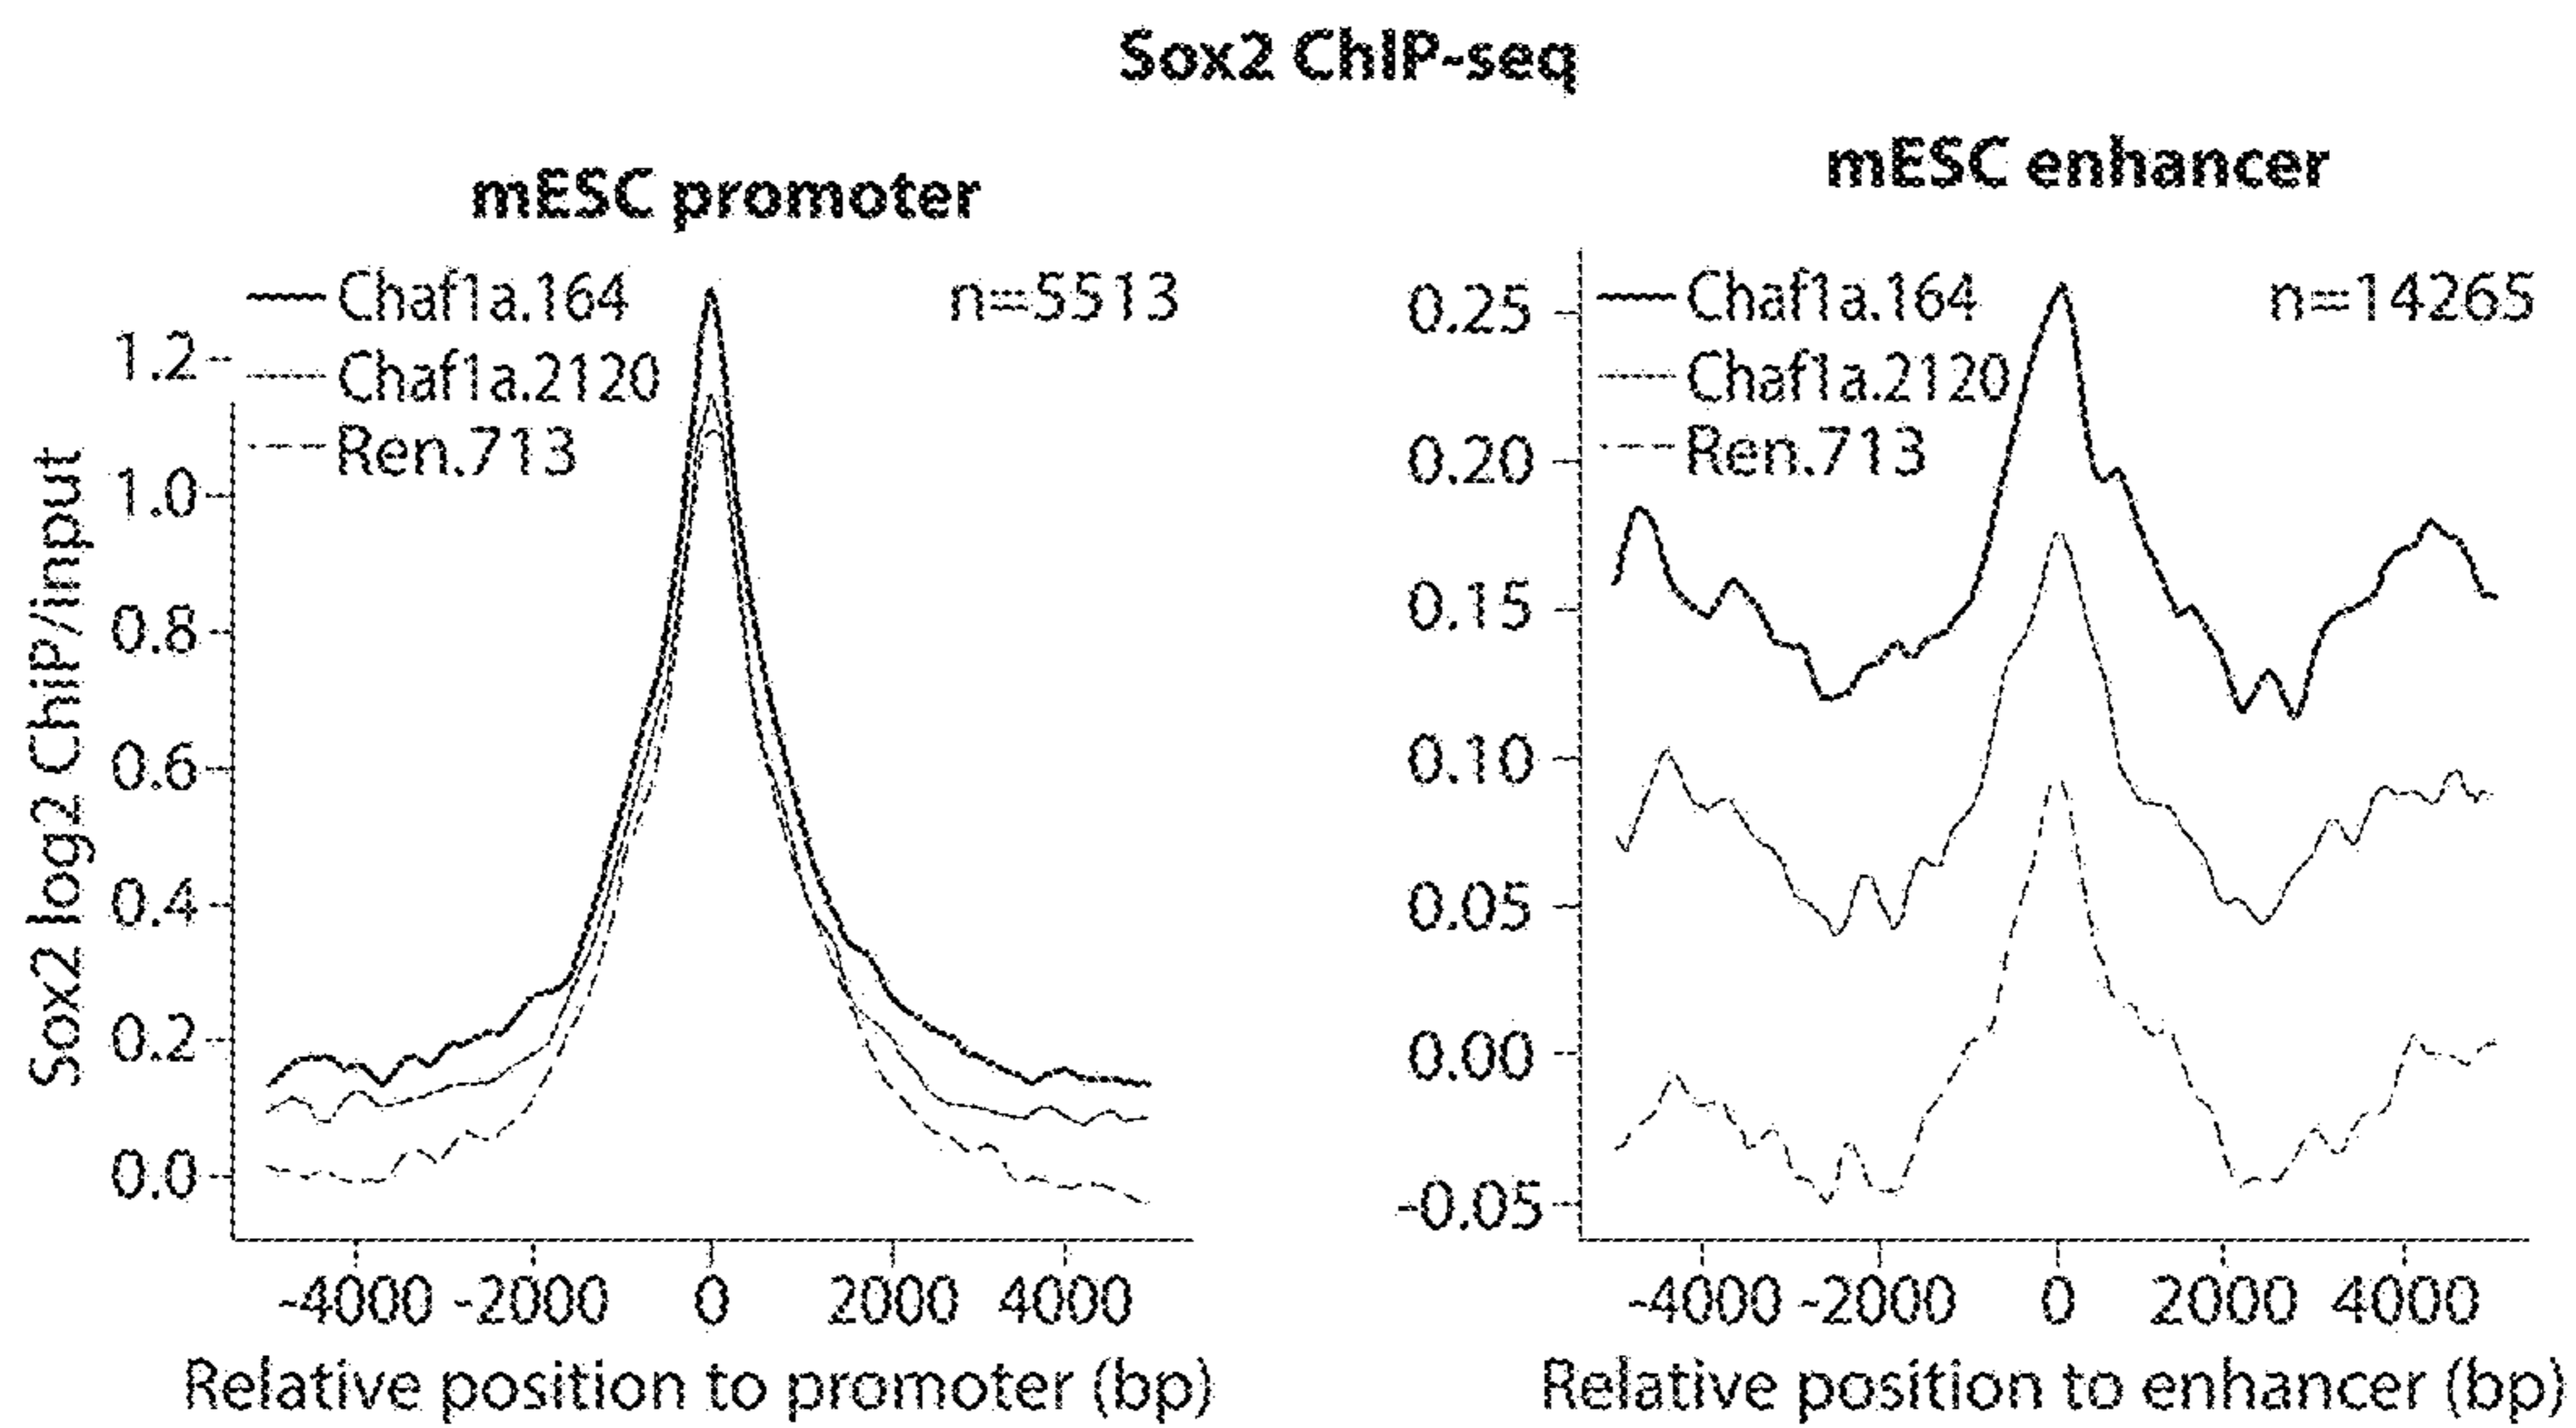 Sox2 ChIP-seq
mESC promoter
Chaf1a.164
n=5513
Chaf1a.2120
Ren.713
Sox2 log2 ChiP/input
1.2
1.0
0.8
0.6
0.4
0.2
0.0
-4000 -2000 0 2000 4000
Relative position to promoter (bp)
mESC enhancer
Chaf1a.164
n=14265
Chaf1a.2120
Ren.713
0.25
0.20
0.15
0.10
0.05
0.00
-0.05
-4000 -2000 0 2000 4000
Relative position to enhancer (bp)